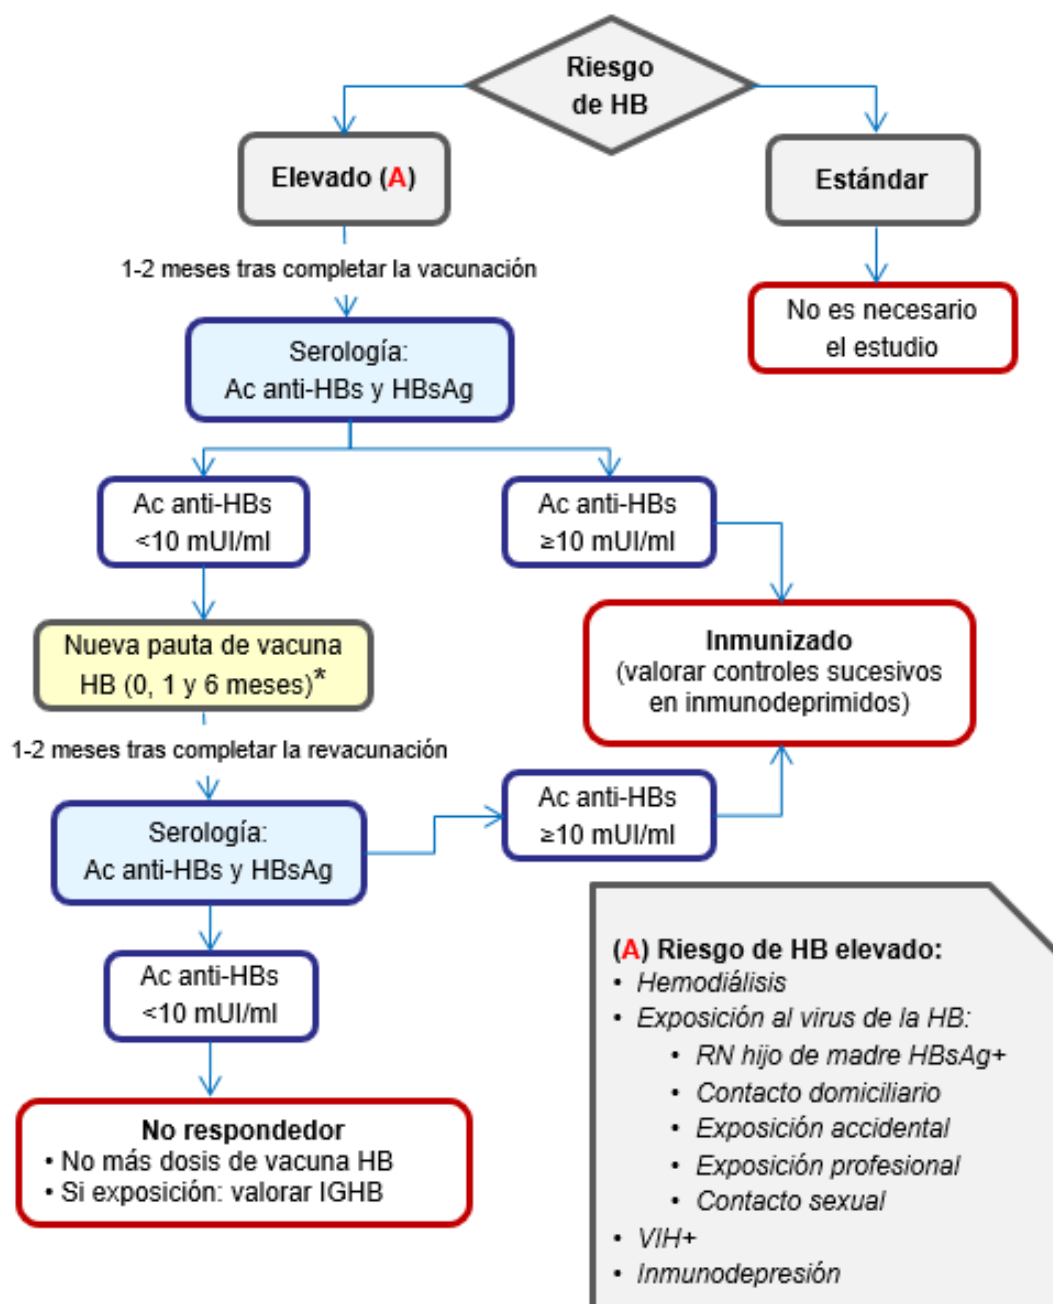 Riesgo
de HB
Elevado (A)
Estándar
1-2 meses tras completar la vacunación
No es necesario
el estudio
Serología:
Ac anti-HBs y HBsAg
Ac anti-HBs
<10 mUI/ml
Ac anti-HBs
≥10 mUI/ml
Nueva pauta de vacuna
HB (0, 1 y 6 meses)*
Inmunizado
(valorar controles sucesivos
en inmunodeprimidos)
1-2 meses tras completar la revacunación
Serología:
Ac anti-HBs y HBsAg
Ac anti-HBs
≥10 mUI/ml
Ac anti-HBs
<10 mUI/ml
No respondedor
• No más dosis de vacuna HB
• Si exposición: valorar IGHB
(A) Riesgo de HB elevado:
• Hemodiálisis
• Exposición al virus de la HB:
• RN hijo de madre HBsAg+
• Contacto domiciliario
• Exposición accidental
• Exposición profesional
• Contacto sexual
• VIH+
• Inmunodepresión